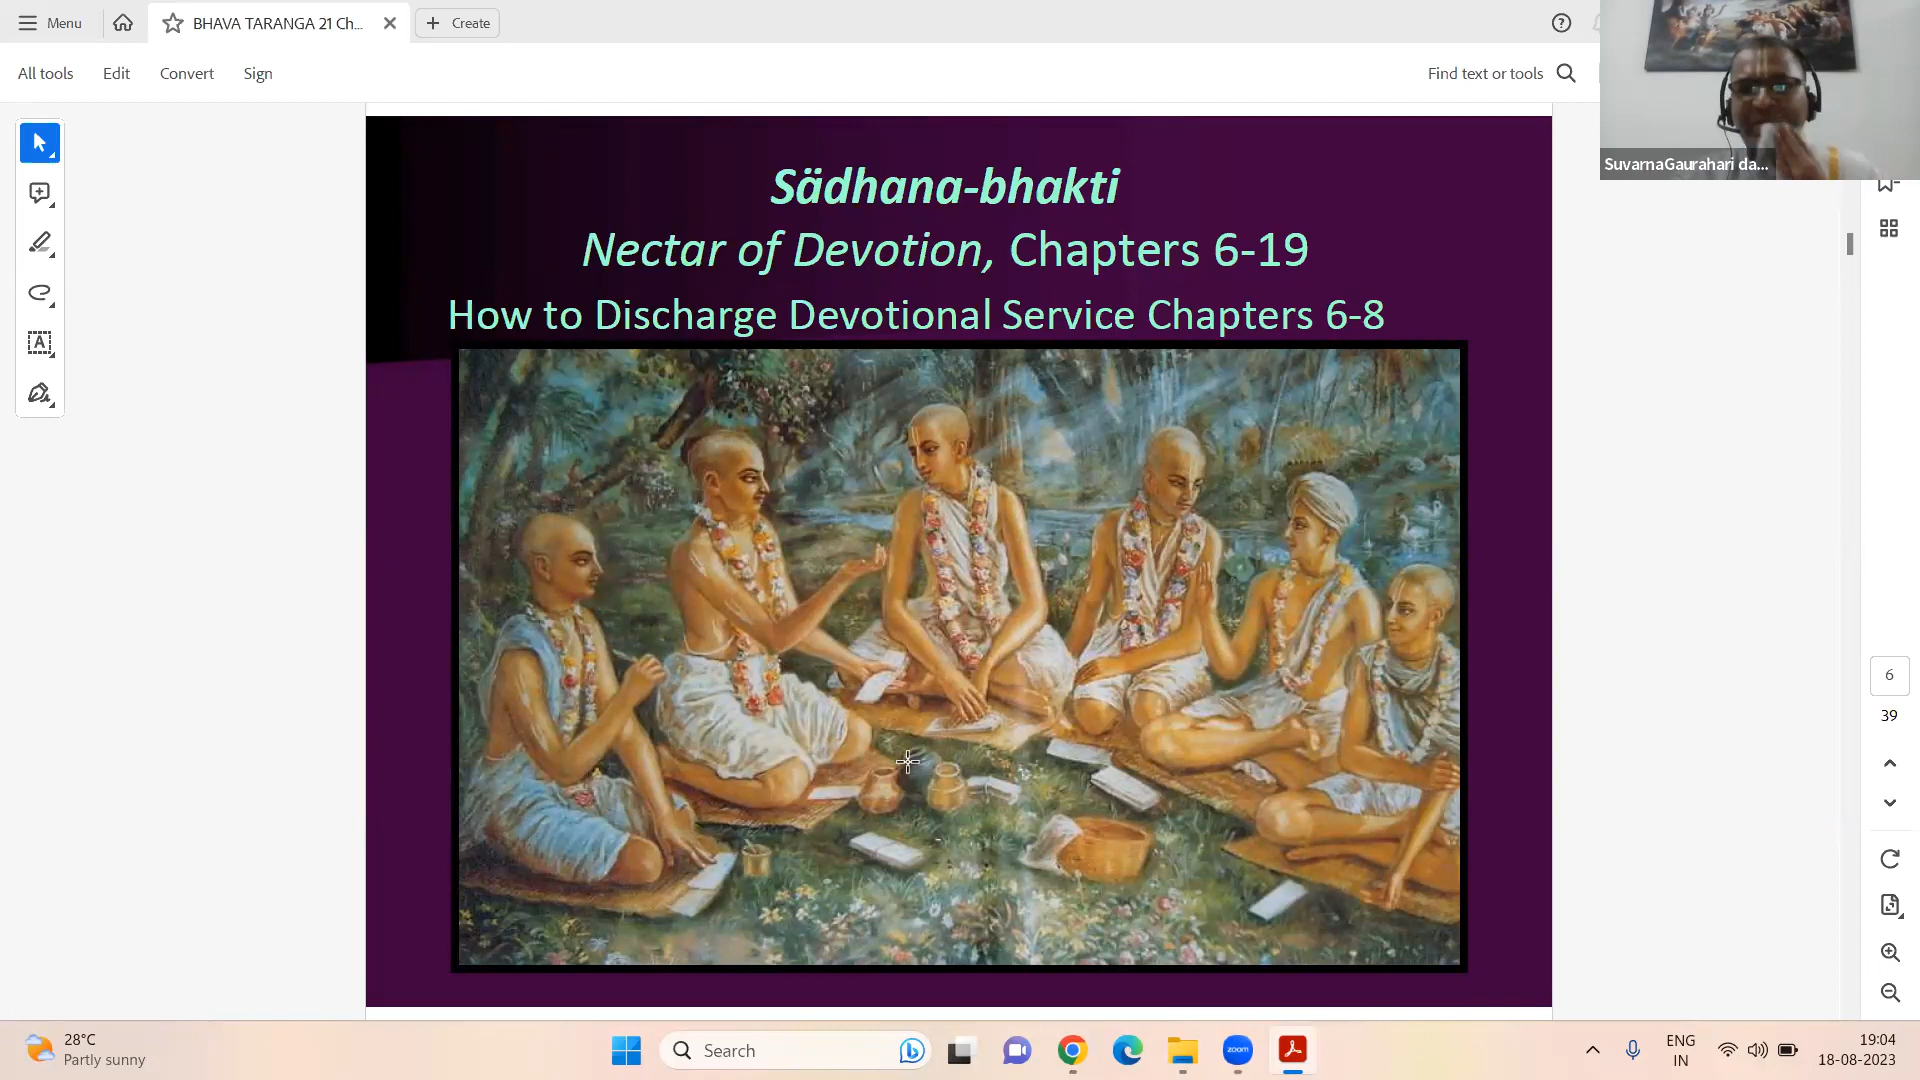 Menu
BHAVA TARANGA 21 Ch...
Create
All tools
Edit
Convert
Sign
Find text or tools
SuvarnaGaurahari da...
Sädhana-bhakti
Nectar of Devotion, Chapters 6-19
How to Discharge Devotional Service Chapters 6-8
6
39
28°C
Partly sunny
Search
zoom
ENG
IN
19:04
18-08-2023